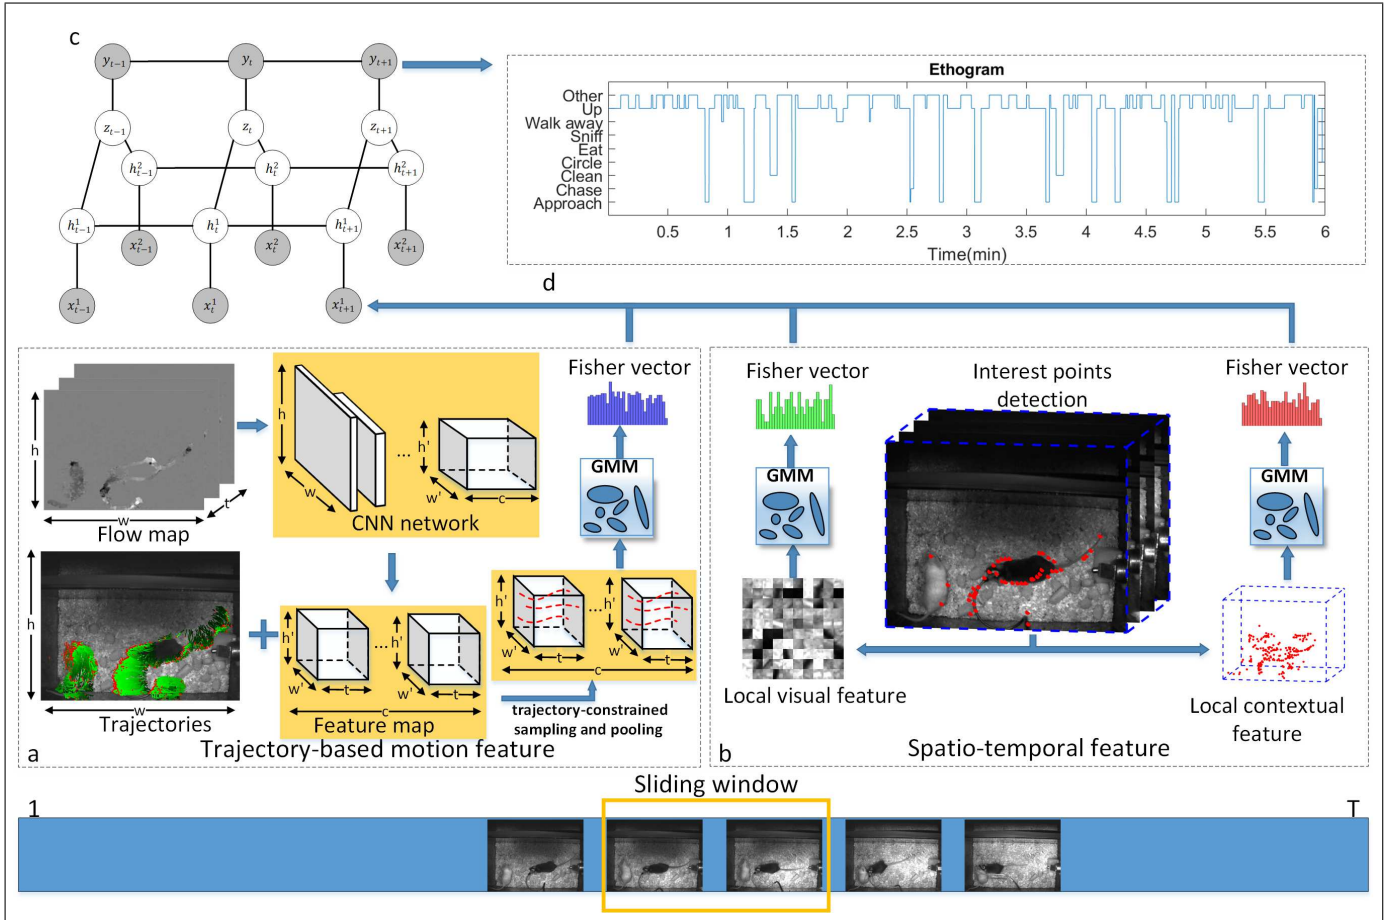 c
y_{t-1} y_t y_{t+1}
z_{t-1} z_t z_{t+1}
h^2_{t-1} h^2_t h^2_{t+1}
h^1_{t-1} h^1_t h^1_{t+1}
x^2_{t-1} x^2_t x^2_{t+1}
x^1_{t-1} x^1_t x^1_{t+1}
Ethogram
Other
Up
Walk away
Sniff
Eat
Circle
Clean
Chase
Approach
0.5 1 1.5 2 2.5 3 3.5 4 4.5 5 5.5 6
Time(min)
d
h
w
t
Flow map
h
w
h'
w'
c
...
CNN network
Fisher vector
GMM
h
w
Trajectories
h'
w'
t
...
w'
t
c
Feature map
h'
w'
t
...
w'
t
c
trajectory-constrained
sampling and pooling
a
Trajectory-based motion feature
Fisher vector
GMM
Local visual feature
Interest points
detection
Fisher vector
GMM
Local contextual
feature
b
Spatio-temporal feature
Sliding window
1
T